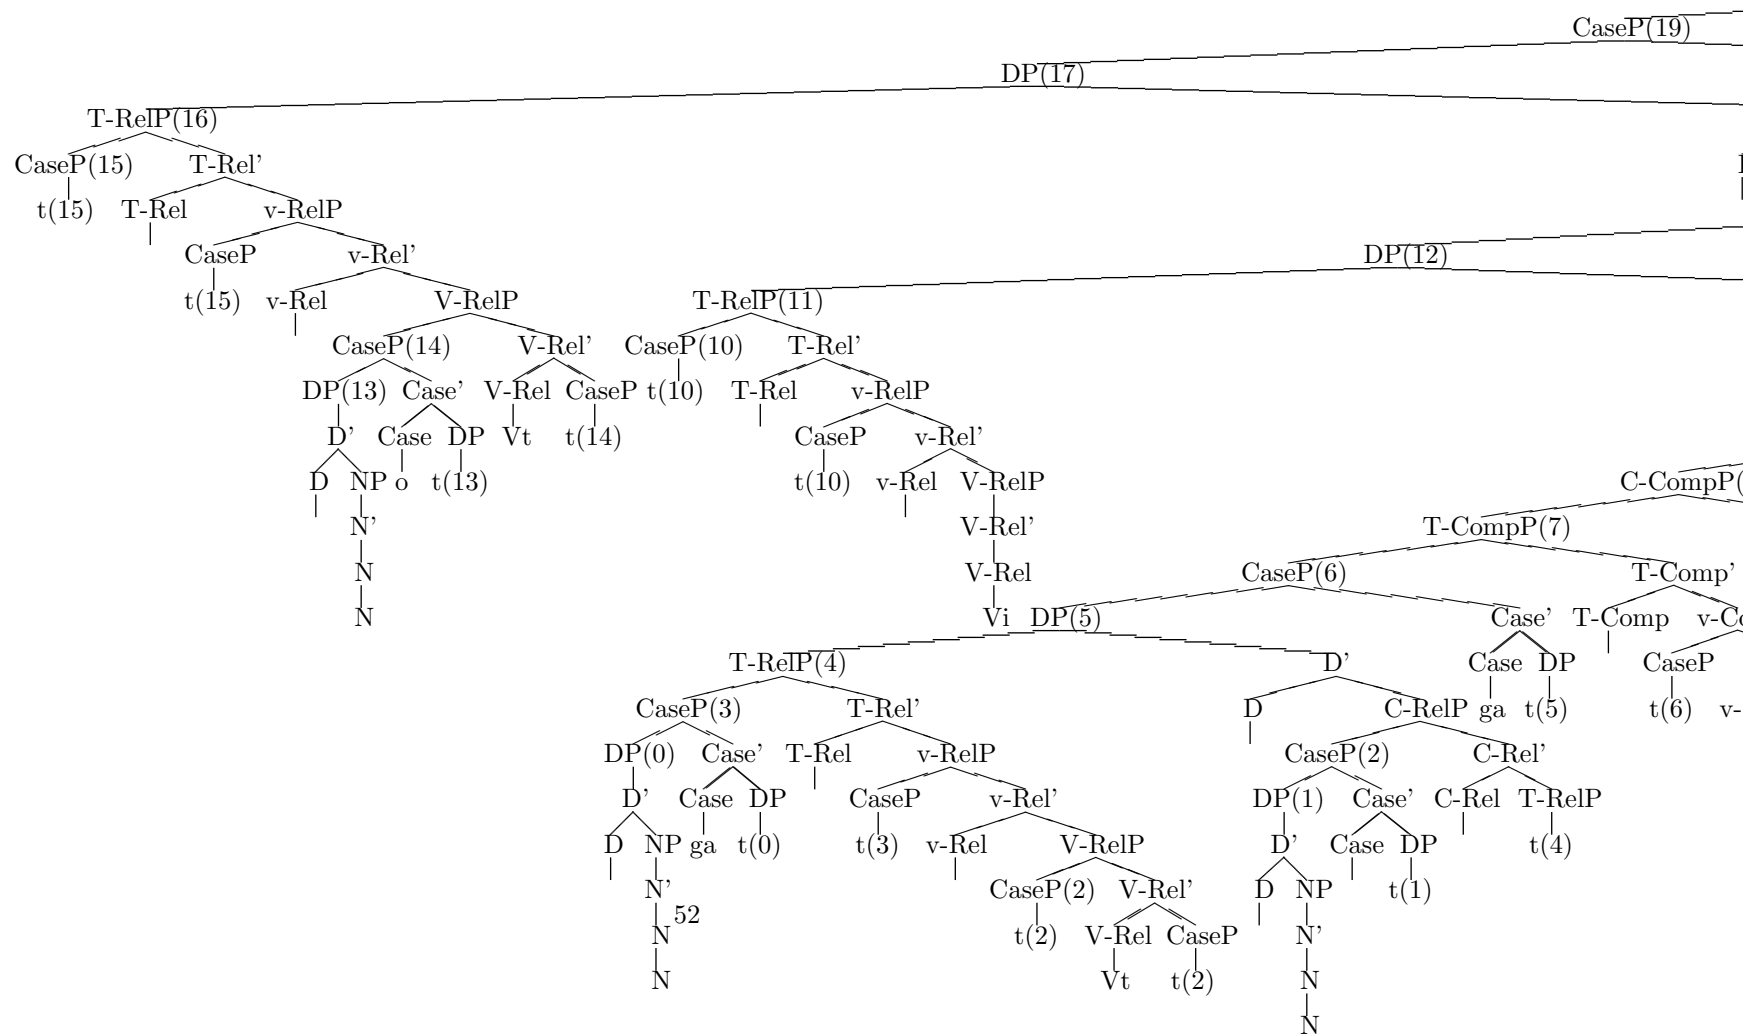 CaseP(19)
DP(17)
T-RelP(16)
CaseP(15) T-Rel'
t(15) T-Rel v-RelP
CaseP v-Rel' DP(12)
t(15) v-Rel V-RelP T-RelP(11)
CaseP(14) V-Rel' CaseP(10) T-Rel'
DP(13) Case' V-Rel CaseP t(10) T-Rel v-RelP
D' Case DP Vt t(14) CaseP v-Rel'
D NP o t(13) t(10) v-Rel V-RelP C-CompP(
N' V-Rel' T-CompP(7)
N V-Rel CaseP(6) T-Comp'
N Vi DP(5) Case' T-Comp v-Co
T-RelP(4) D' Case DP CaseP
CaseP(3) T-Rel' D C-RelP ga t(5) t(6) v-
DP(0) Case' T-Rel v-RelP CaseP(2) C-Rel'
D' Case DP CaseP v-Rel' DP(1) Case' C-Rel T-RelP
D NP ga t(0) t(3) v-Rel V-RelP D' Case DP t(4)
N' CaseP(2) V-Rel' D NP t(1)
52
N t(2) V-Rel CaseP N'
N Vt t(2) N
N